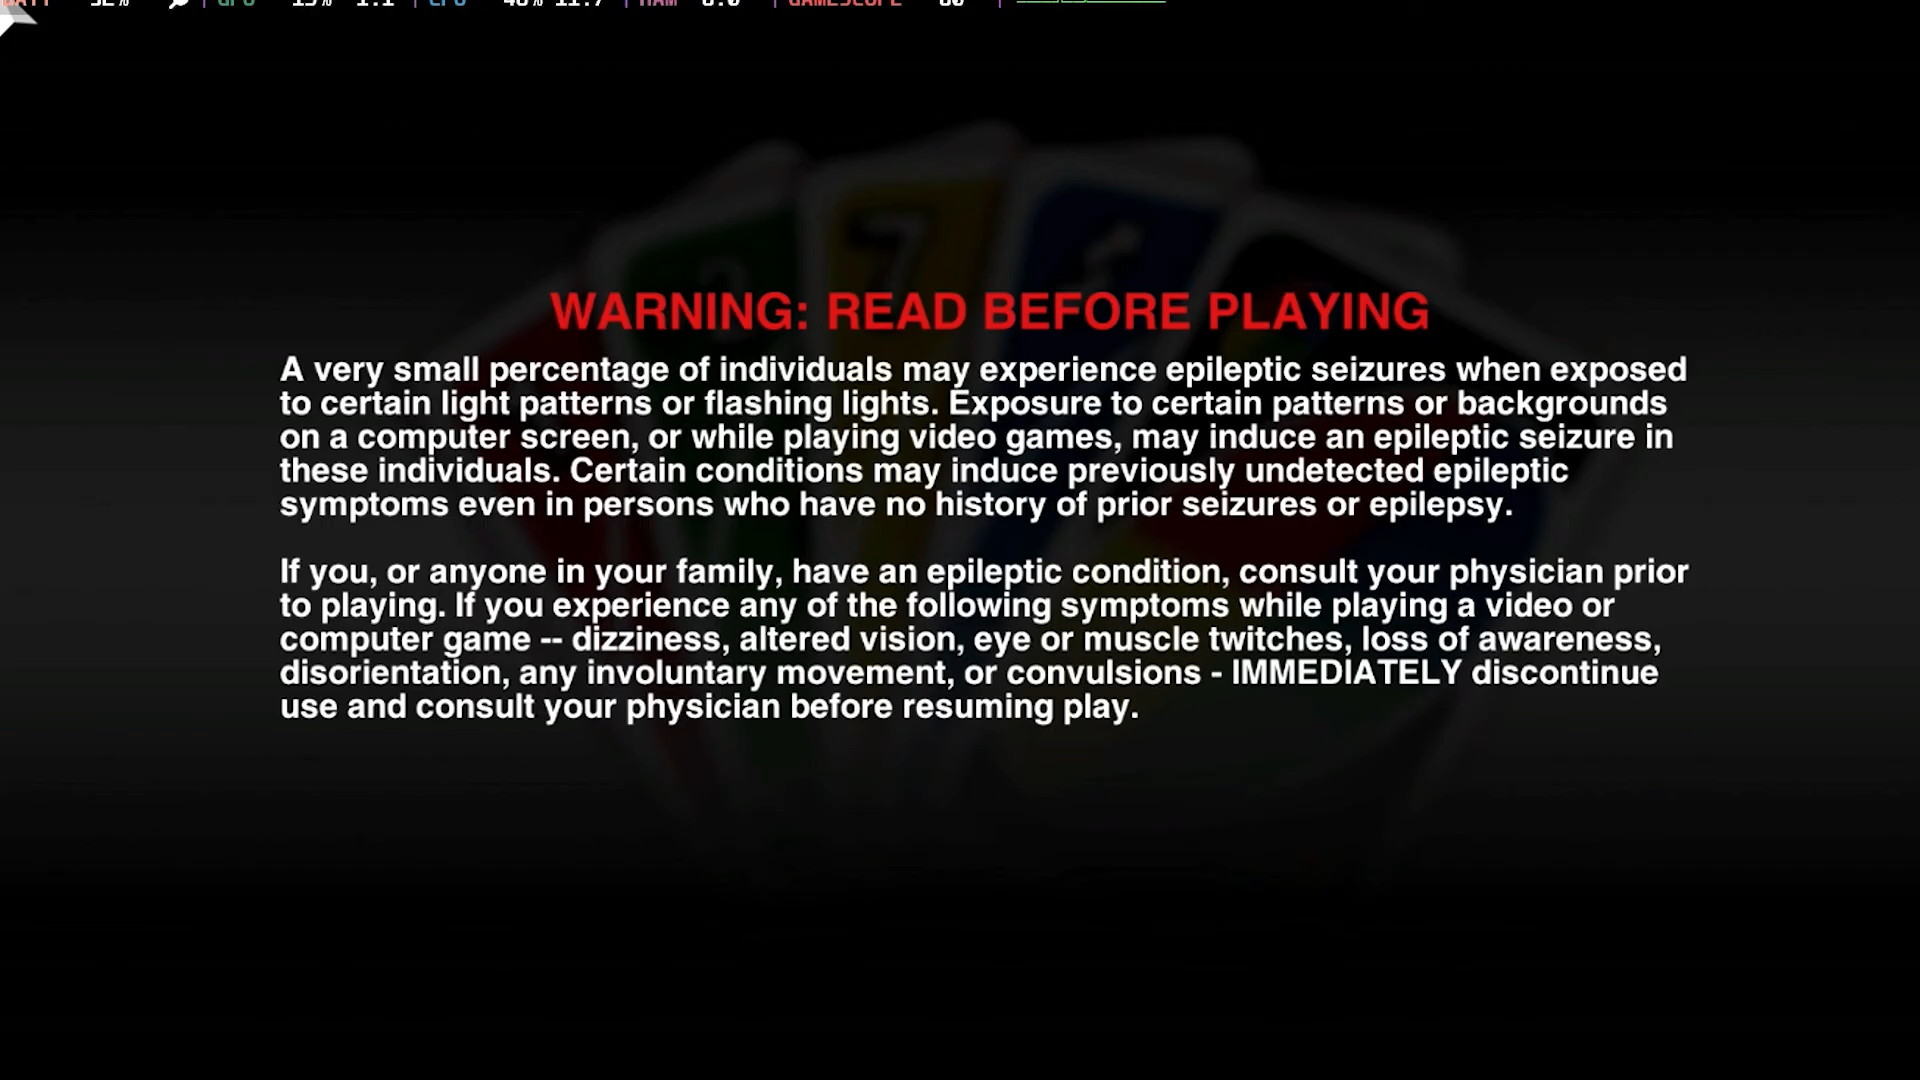 WARNING: READ BEFORE PLAYING
A very small percentage of individuals may experience epileptic seizures when exposed
to certain light patterns or flashing lights. Exposure to certain patterns or backgrounds
on a computer screen, or while playing video games, may induce an epileptic seizure in
these individuals. Certain conditions may induce previously undetected epileptic
symptoms even in persons who have no history of prior seizures or epilepsy.
If you, or anyone in your family, have an epileptic condition, consult your physician prior
to playing. If you experience any of the following symptoms while playing a video or
computer game -- dizziness, altered vision, eye or muscle twitches, loss of awareness,
disorientation, any involuntary movement, or convulsions - IMMEDIATELY discontinue
use and consult your physician before resuming play.
7